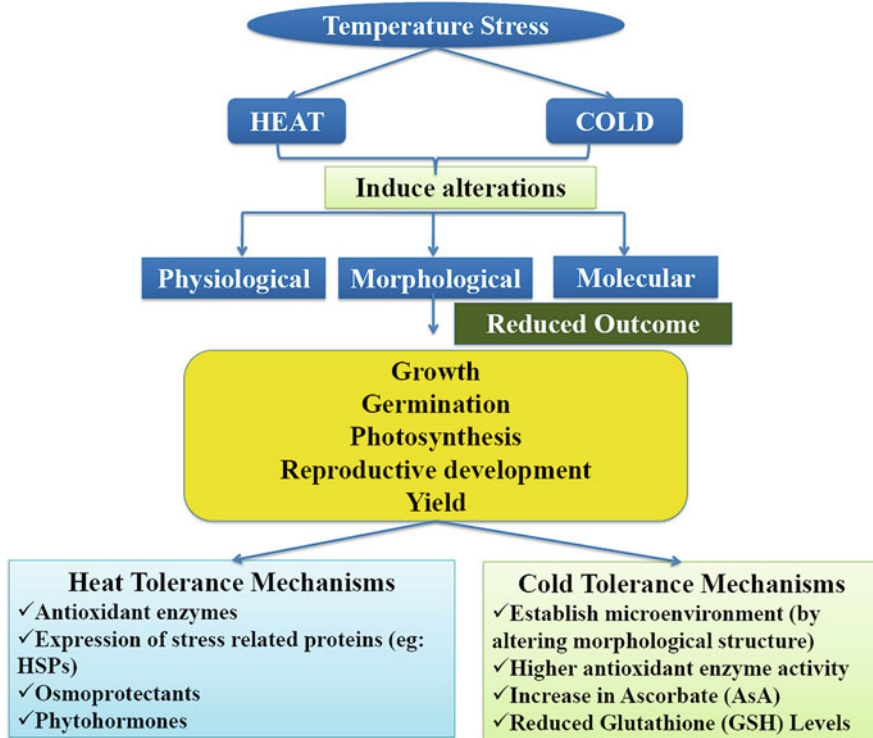 Temperature Stress
HEAT
COLD
Induce alterations
Physiological
Morphological
Molecular
Reduced Outcome
Growth
Germination
Photosynthesis
Reproductive development
Yield
Heat Tolerance Mechanisms
✓Antioxidant enzymes
✓Expression of stress related proteins (eg:
HSPs)
✓Osmoprotectants
✓Phytohormones
Cold Tolerance Mechanisms
✓Establish microenvironment (by
altering morphological structure)
✓Higher antioxidant enzyme activity
✓Increase in Ascorbate (AsA)
✓Reduced Glutathione (GSH) Levels